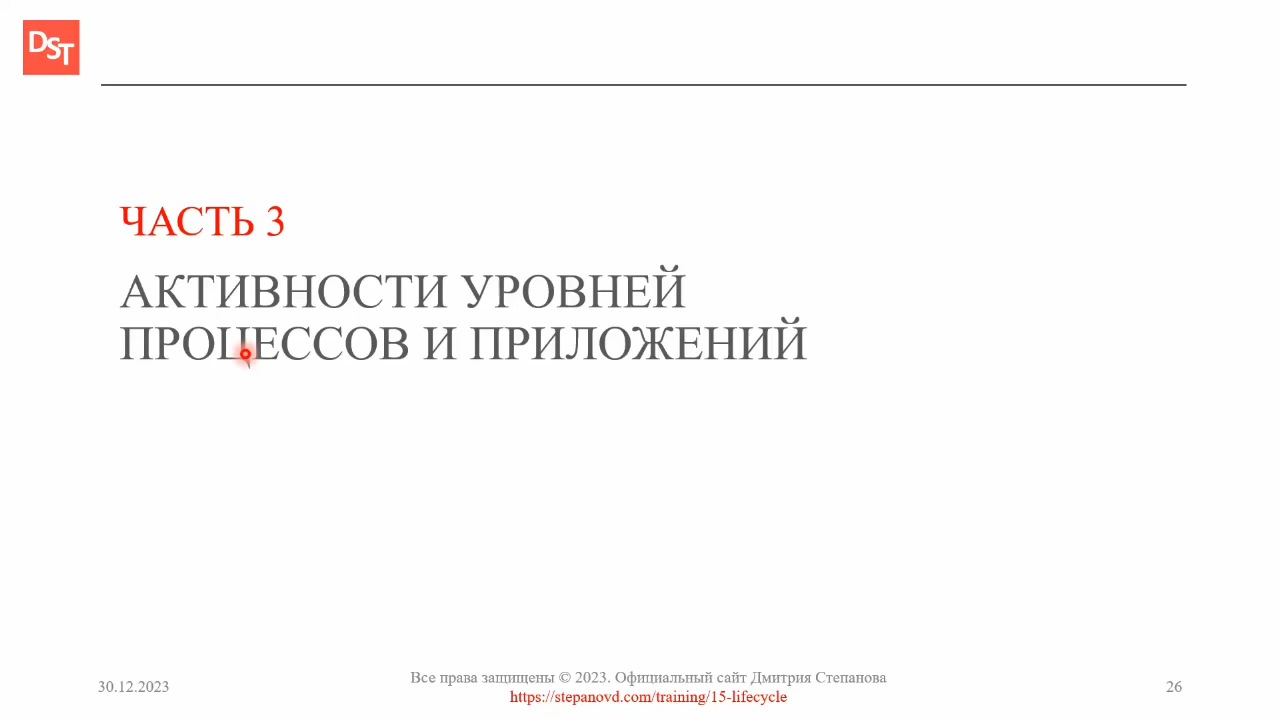 DST
ЧАСТЬ 3
АКТИВНОСТИ УРОВНЕЙ
ПРОЦЕССОВ И ПРИЛОЖЕНИЙ
30.12.2023
Все права защищены © 2023. Официальный сайт Дмитрия Степанова
https://stepanovd.com/training/15-lifecycle
26